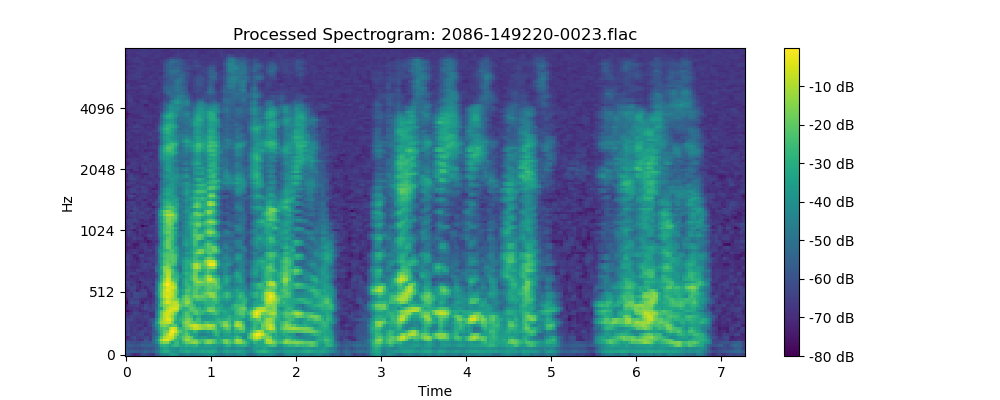 Processed Spectrogram: 2086-149220-0023.flac
4096
2048
1024
512
0
Hz
0 1 2 3 4 5 6 7
Time
-10 dB
-20 dB
-30 dB
-40 dB
-50 dB
-60 dB
-70 dB
-80 dB